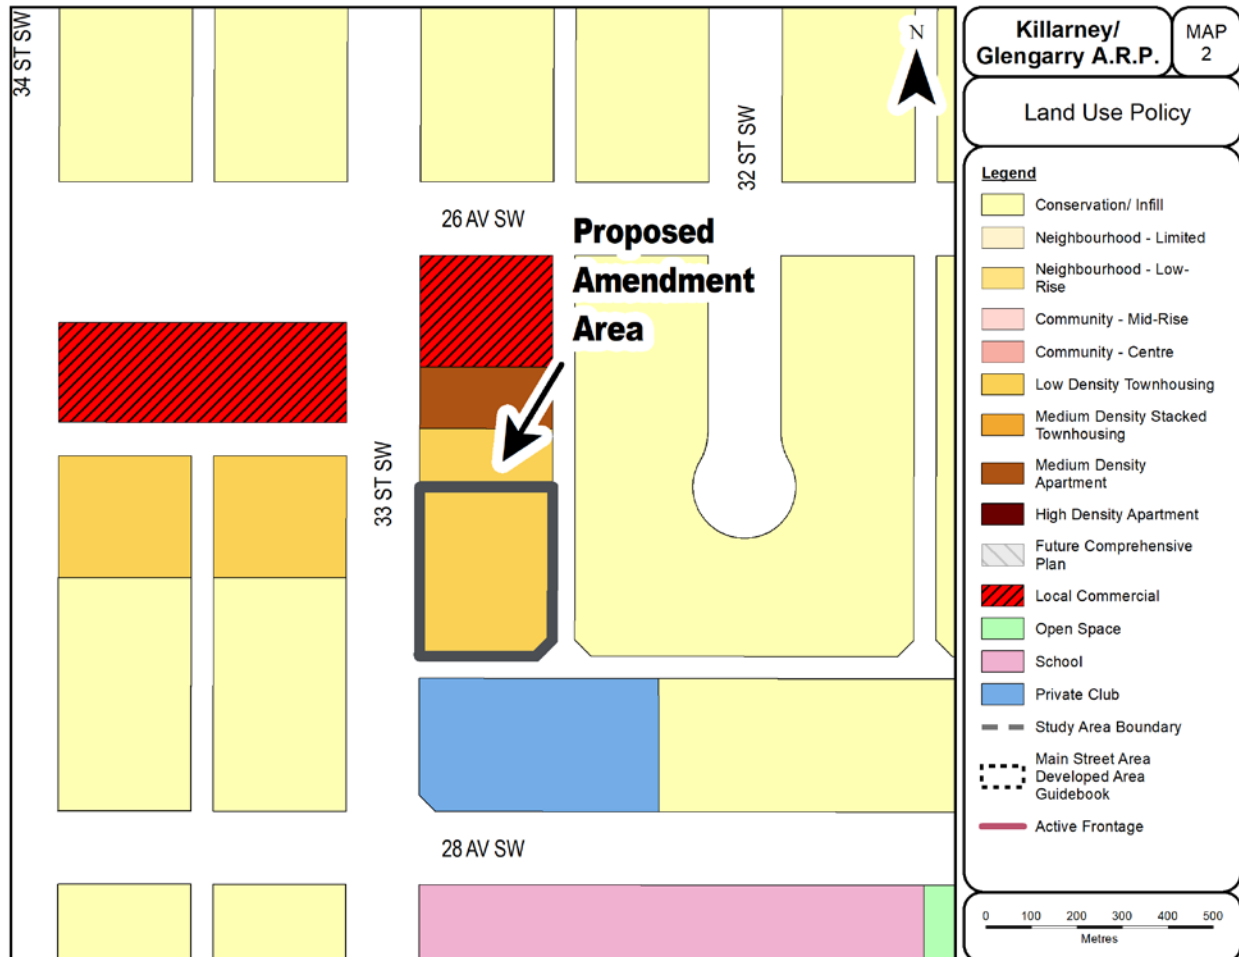 34 ST SW
32 ST SW
N
26 AV SW
Proposed
Amendment
Area
33 ST SW
28 AV SW
Killarney/
Glengarry A.R.P.
MAP
2
Land Use Policy
Legend
Conservation/ Infill
Neighbourhood - Limited
Neighbourhood - Low-
Rise
Community - Mid-Rise
Community - Centre
Low Density Townhousing
Medium Density Stacked
Townhousing
Medium Density
Apartment
High Density Apartment
Future Comprehensive
Plan
Local Commercial
Open Space
School
Private Club
Study Area Boundary
Main Street Area
Developed Area
Guidebook
Active Frontage
0 100 200 300 400 500
Metres